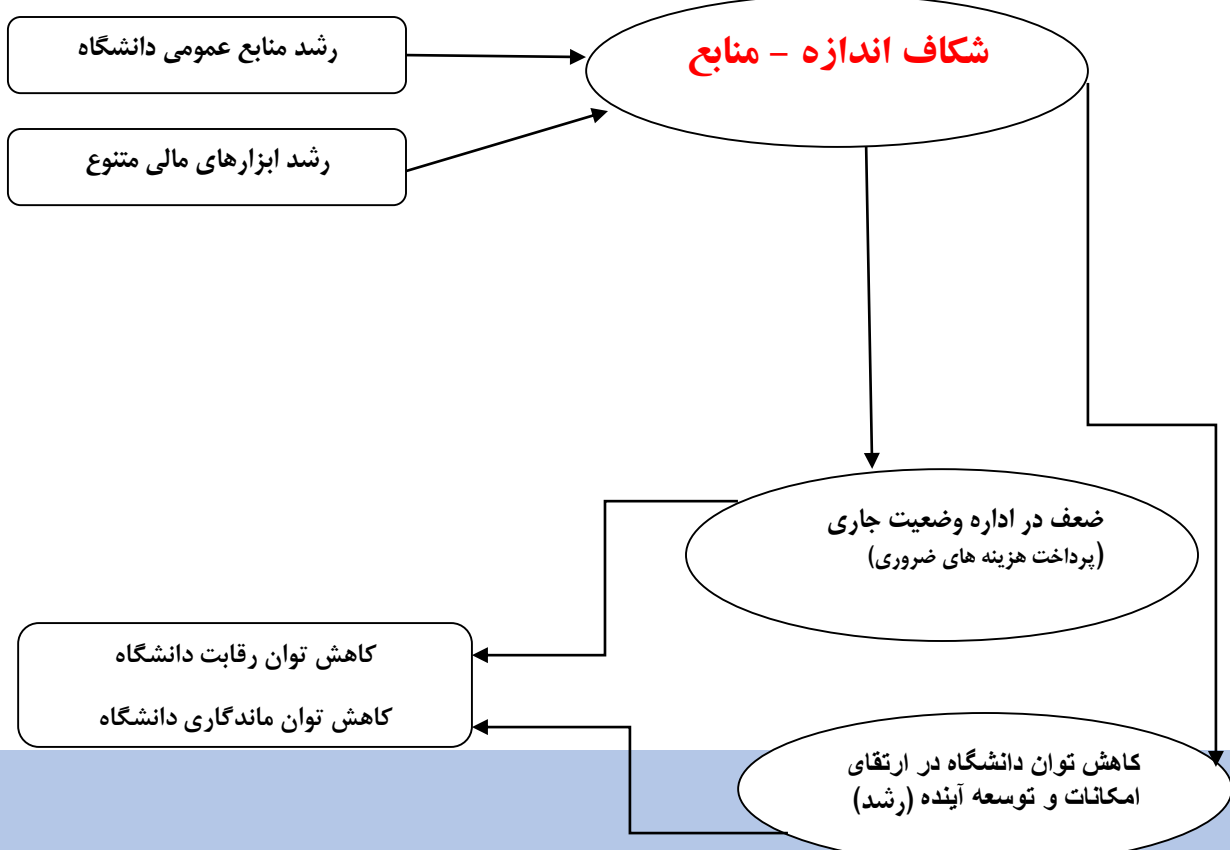 شکاف اندازه – منابع
رشد منابع عمومی دانشگاه
رشد ابزارهای مالی متنوع
ضعف در اداره وضعیت جاری
(پرداخت هزینه های ضروری)
کاهش توان رقابت دانشگاه
کاهش توان ماندگاری دانشگاه
کاهش توان دانشگاه در ارتقای
امکانات و توسعه آینده (رشد)